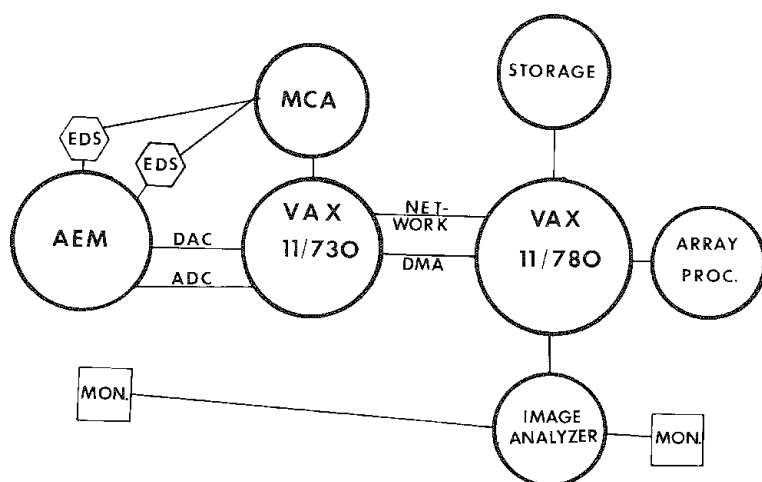 STORAGE
MCA
EDS
EDS
AEM
DAC
ADC
VAX
11/730
NET-
WORK
DMA
VAX
11/780
ARRAY
PROC.
MON.
IMAGE
ANALYZER
MON.